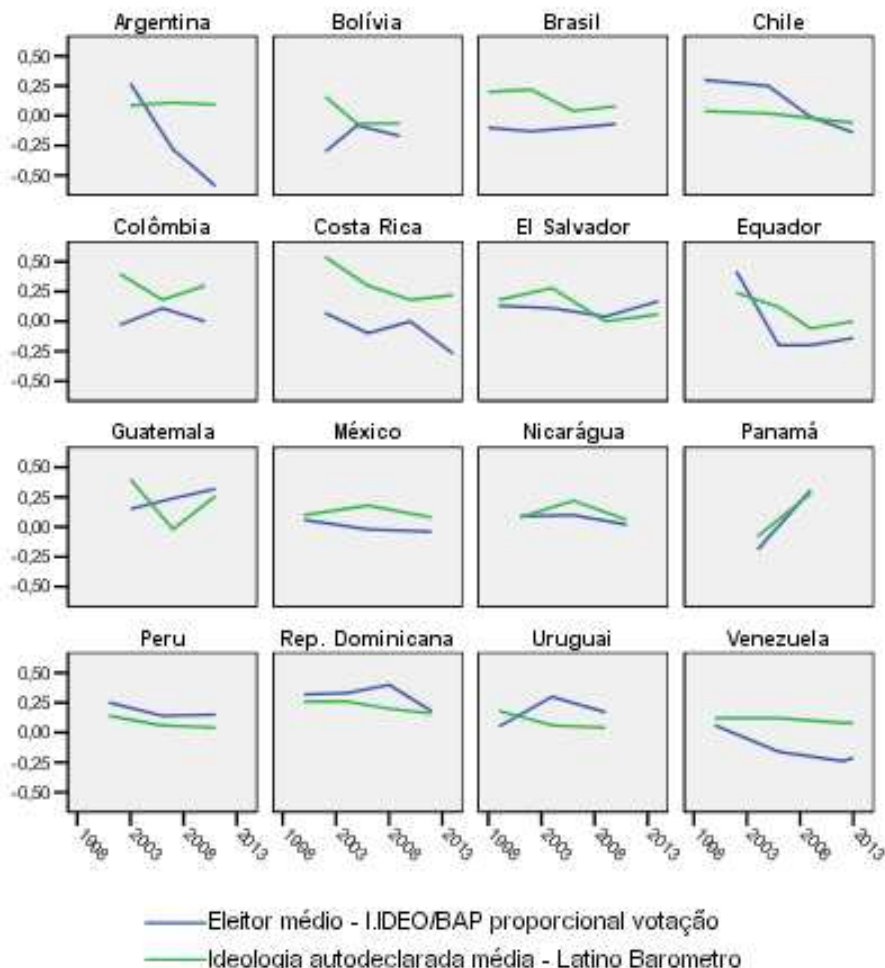 Argentina Bolívia Brasil Chile
0,50
0,25
0,00
-0,25
-0,50
Colômbia Costa Rica El Salvador Equador
0,50
0,25
0,00
-0,25
-0,50
Guatemala México Nicarágua Panamá
0,50
0,25
0,00
-0,25
-0,50
Peru Rep. Dominicana Uruguai Venezuela
0,50
0,25
0,00
-0,25
-0,50
1998 2003 2008 2013 1998 2003 2008 2013 1998 2003 2008 2013 1998 2003 2008 2013
Eleitor médio - I.IDEO/BAP proporcional votação
Ideologia autodeclarada média - Latino Barometro